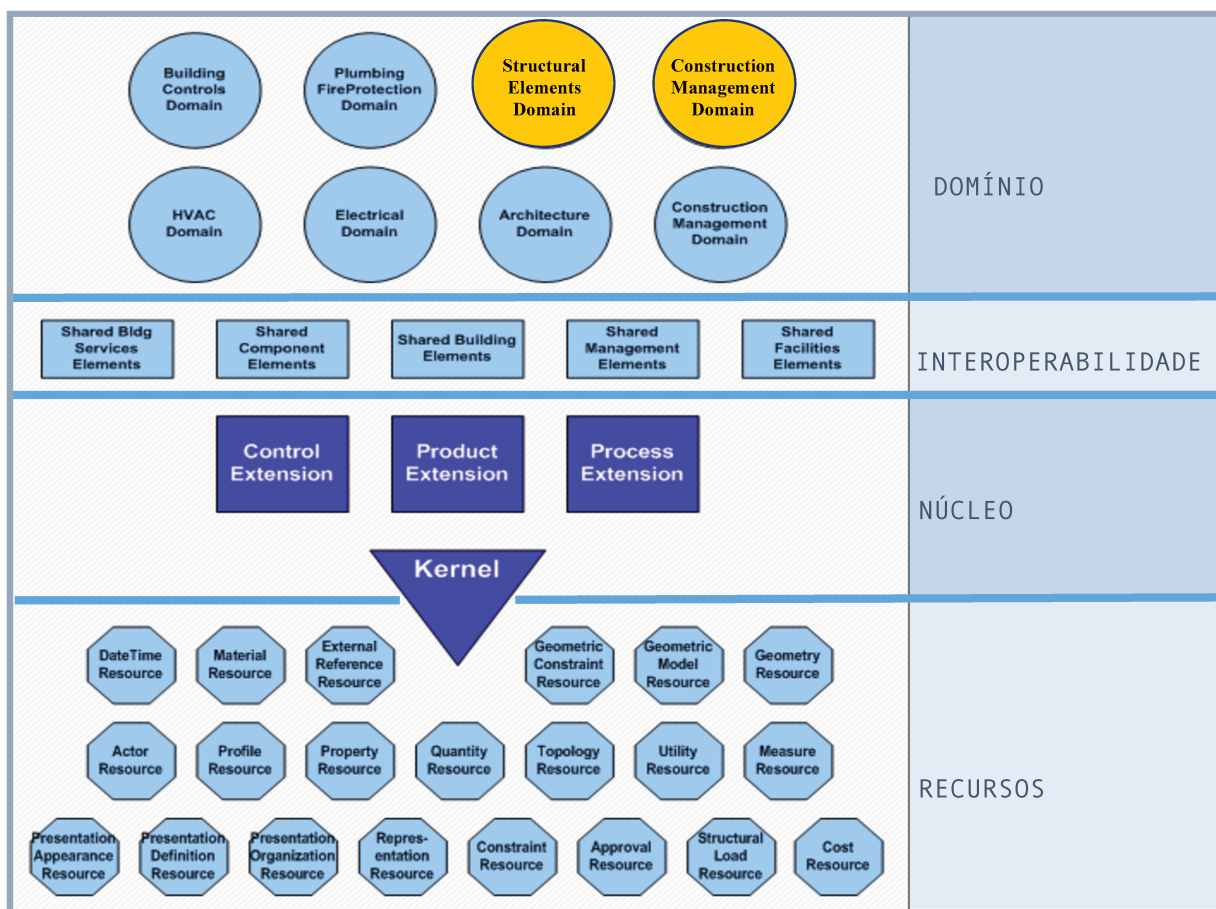 Building
Controls
Domain
Plumbing
FireProtection
Domain
Structural
Elements
Domain
Construction
Management
Domain
HVAC
Domain
Electrical
Domain
Architecture
Domain
Construction
Management
Domain
DOMÍNIO
Shared Bldg
Services
Elements
Shared
Component
Elements
Shared Building
Elements
Shared
Management
Elements
Shared
Facilities
Elements
INTEROPERABILIDADE
Control
Extension
Product
Extension
Process
Extension
Kernel
NÚCLEO
DateTime
Resource
Material
Resource
External
Reference
Resource
Geometric
Constraint
Resource
Geometric
Model
Resource
Geometry
Resource
Actor
Resource
Profile
Resource
Property
Resource
Quantity
Resource
Topology
Resource
Utility
Resource
Measure
Resource
Presentation
Appearance
Resource
Presentation
Definition
Resource
Presentation
Organization
Resource
Repres-
entation
Resource
Constraint
Resource
Approval
Resource
Structural
Load
Resource
Cost
Resource
RECURSOS